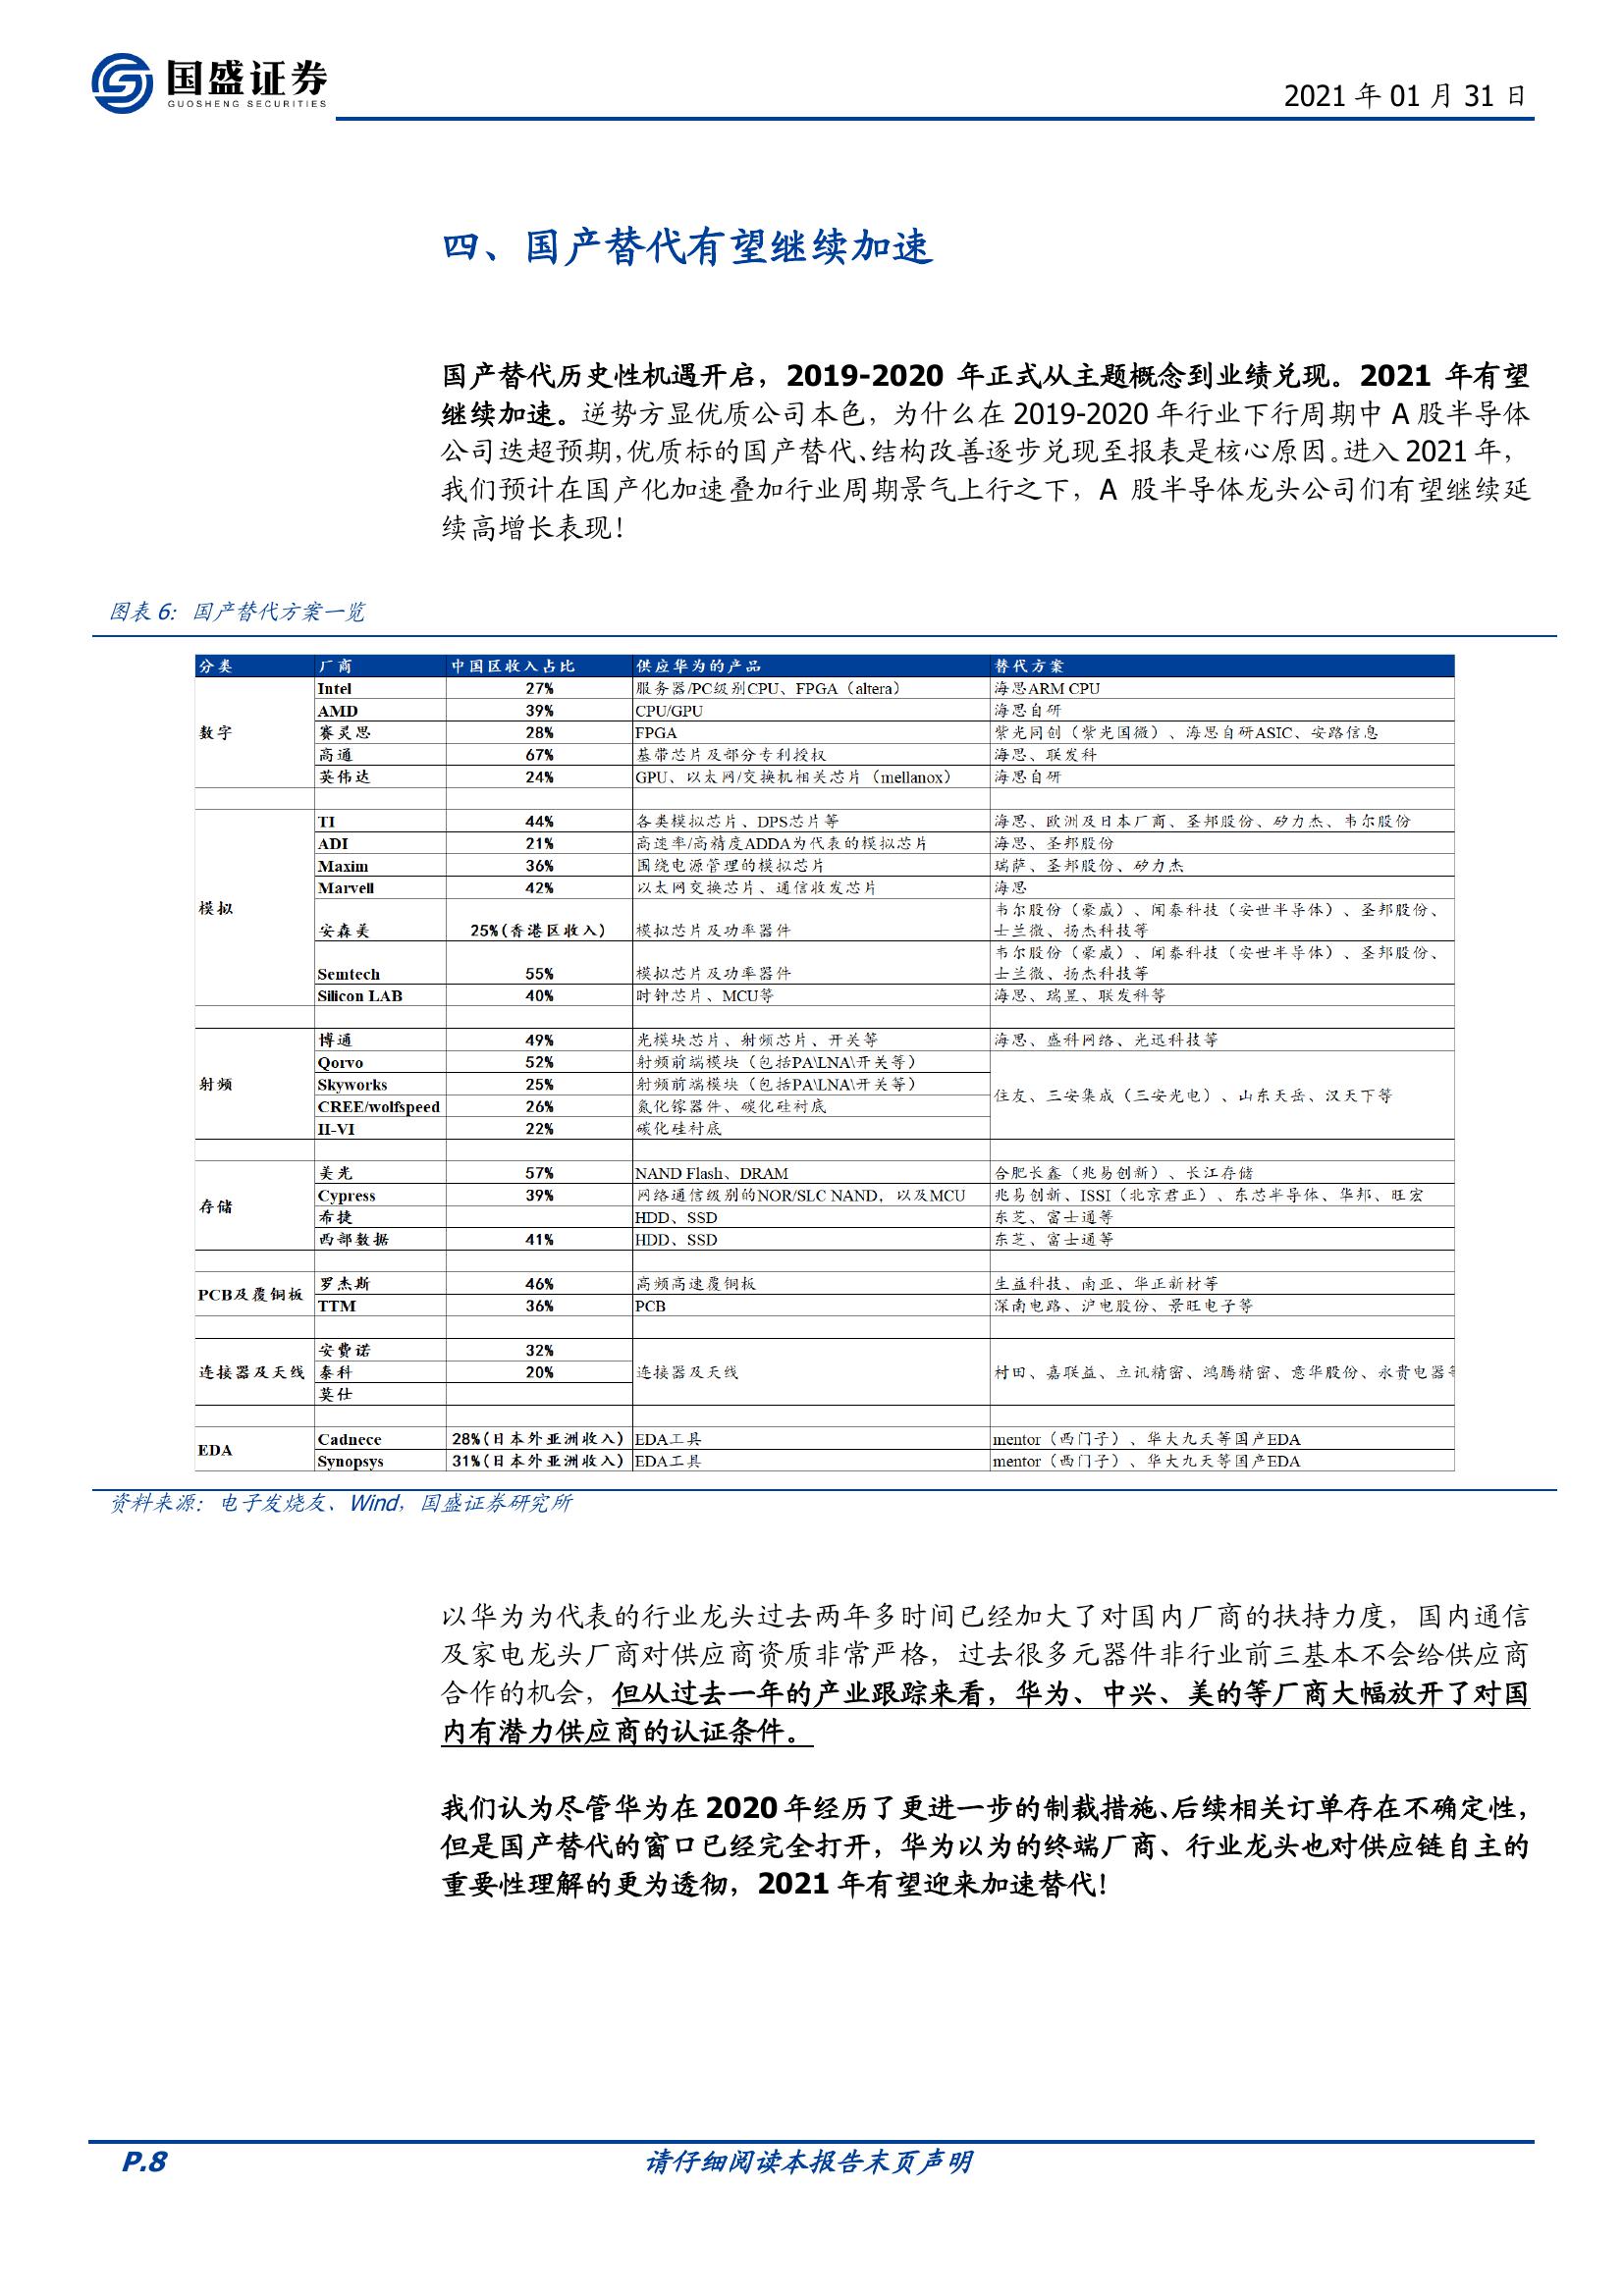 国盛证券
GUOSHENG SECURITIES
2021 年 01 月 31 日
四、国产替代有望继续加速
国产替代历史性机遇开启，2019-2020 年正式从主题概念到业绩兑现。2021 年有望
继续加速。逆势方显优质公司本色，为什么在 2019-2020 年行业下行周期中 A 股半导体
公司迭超预期，优质标的国产替代、结构改善逐步兑现至报表是核心原因。进入 2021 年，
我们预计在国产化加速叠加行业周期景气上行之下，A 股半导体龙头公司们有望继续延
续高增长表现！
图表 6：国产替代方案一览
分类 厂商 中国区收入占比 供应华为的产品 替代方案
数字
Intel 27% 服务器/PC级别CPU、FPGA（altera） 海思ARM CPU
AMD 39% CPU/GPU 海思自研
赛灵思 28% FPGA 紫光同创（紫光国微）、海思自研ASIC、安路信息
高通 67% 基带芯片及部分专利授权 海思、联发科
英伟达 24% GPU、以太网/交换机相关芯片（mellanox） 海思自研
模拟
TI 44% 各类模拟芯片、DPS芯片等 海思、欧洲及日本厂商、圣邦股份、矽力杰、韦尔股份
ADI 21% 高速率/高精度ADDA为代表的模拟芯片 海思、圣邦股份
Maxim 36% 围绕电源管理的模拟芯片 瑞萨、圣邦股份、矽力杰
Marvell 42% 以太网交换芯片、通信收发芯片 海思
安森美 25%(香港区收入) 模拟芯片及功率器件 韦尔股份（豪威）、闻泰科技（安世半导体）、圣邦股份、
士兰微、扬杰科技等
Semtech 55% 模拟芯片及功率器件 韦尔股份（豪威）、闻泰科技（安世半导体）、圣邦股份、
士兰微、扬杰科技等
Silicon LAB 40% 时钟芯片、MCU等 海思、瑞昱、联发科等
射频
博通 49% 光模块芯片、射频芯片、开关等 海思、盛科网络、光迅科技等
Qorvo 52% 射频前端模块（包括PA\LNA\开关等）
Skyworks 25% 射频前端模块（包括PA\LNA\开关等）
住友、三安集成（三安光电）、山东天岳、汉天下等
CREE/wolfspeed 26% 氮化镓器件、碳化硅衬底
II-VI 22% 碳化硅衬底
存储
美光 57% NAND Flash、DRAM 合肥长鑫（兆易创新）、长江存储
Cypress 39% 网络通信级别的NOR/SLC NAND，以及MCU 兆易创新、ISSI（北京君正）、东芯半导体、华邦、旺宏
希捷 HDD、SSD 东芝、富士通等
西部数据 41% HDD、SSD 东芝、富士通等
PCB及覆铜板
罗杰斯 46% 高频高速覆铜板 生益科技、南亚、华正新材等
TTM 36% PCB 深南电路、沪电股份、景旺电子等
连接器及天线
安费诺 32%
泰科 20% 连接器及天线 村田、嘉联益、立讯精密、鸿腾精密、意华股份、永贵电器等
莫仕
EDA
Cadnece 28%(日本外亚洲收入) EDA工具 mentor（西门子）、华大九天等国产EDA
Synopsys 31%(日本外亚洲收入) EDA工具 mentor（西门子）、华大九天等国产EDA
资料来源：电子发烧友、Wind，国盛证券研究所
以华为为代表的行业龙头过去两年多时间已经加大了对国内厂商的扶持力度，国内通信
及家电龙头厂商对供应商资质非常严格，过去很多元器件非行业前三基本不会给供应商
合作的机会，但从过去一年的产业跟踪来看，华为、中兴、美的等厂商大幅放开了对国
内有潜力供应商的认证条件。
我们认为尽管华为在 2020 年经历了更进一步的制裁措施、后续相关订单存在不确定性，
但是国产替代的窗口已经完全打开，华为以为的终端厂商、行业龙头也对供应链自主的
重要性理解的更为透彻，2021 年有望迎来加速替代！
P.8
请仔细阅读本报告末页声明